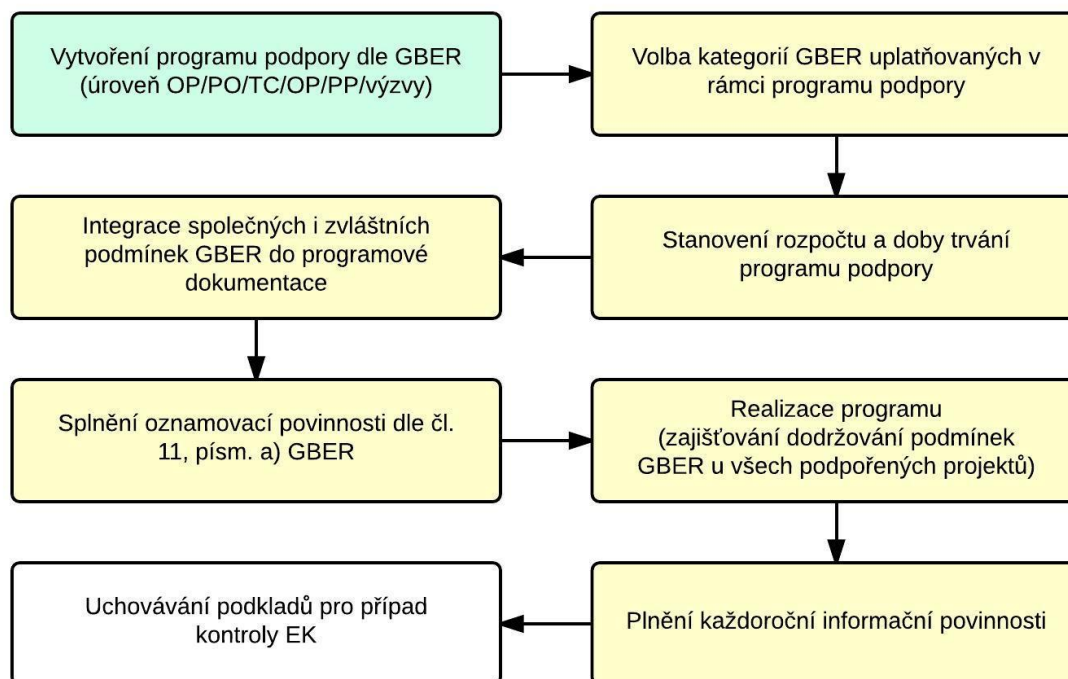 Vytvoření programu podpory dle GBER
(úroveň OP/PO/TC/OP/PP/výzvy)
Volba kategorií GBER uplatňovaných v
rámci programu podpory
Stanovení rozpočtu a doby trvání
programu podpory
Integrace společných i zvláštních
podmínek GBER do programové
dokumentace
Splnění oznamovací povinnosti dle čl.
11, písm. a) GBER
Realizace programu
(zajišťování dodržování podmínek
GBER u všech podpořených projektů)
Plnění každoroční informační povinnosti
Uchovávání podkladů pro případ
kontroly EK